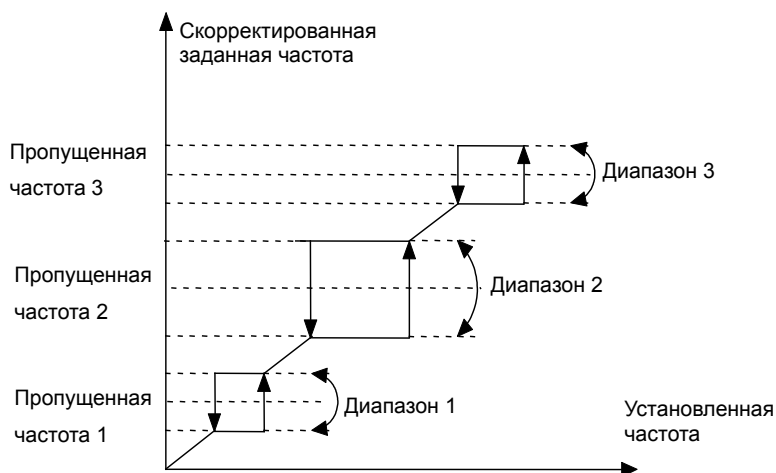 Скорректированная
заданная частота
Пропущенная
частота 3
Диапазон 3
Пропущенная
частота 2
Диапазон 2
Пропущенная
частота 1
Диапазон 1
Установленная
частота